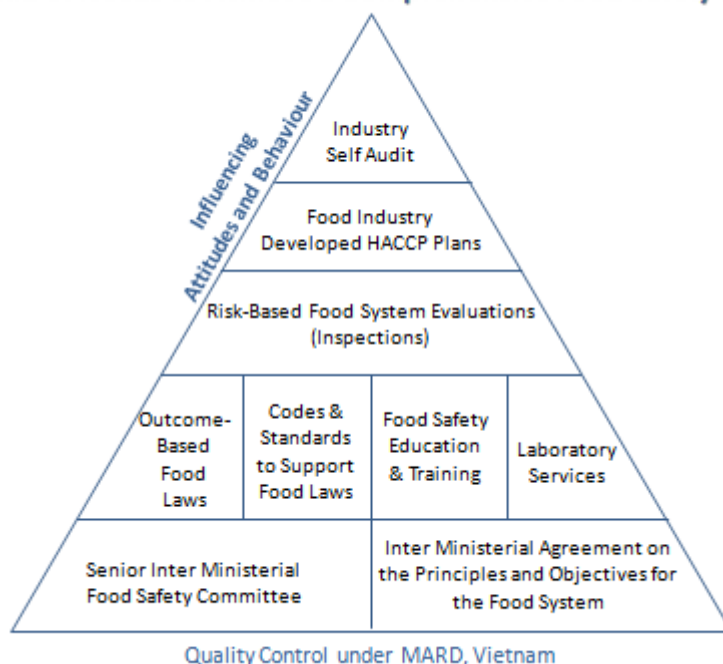 Influencing
Attitudes and Behaviour
Industry
Self Audit
Food Industry
Developed HACCP Plans
Risk-Based Food System Evaluations
(Inspections)
Outcome-
Based
Food
Laws
Codes &
Standards
to Support
Food Laws
Food Safety
Education
& Training
Laboratory
Services
Senior Inter Ministerial
Food Safety Committee
Inter Ministerial Agreement on
the Principles and Objectives for
the Food System
Quality Control under MARD, Vietnam